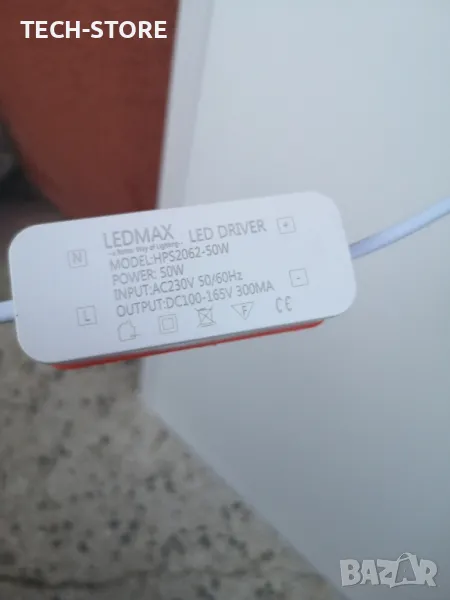 TECH-STORE
LEDMAX LED DRIVER
MODEL:HPS2062-50W
POWER: 50W
INPUT:AC230V 50/60Hz
OUTPUT:DC100-165V 300MA
N
L
+
-
F
CE
BAZAR